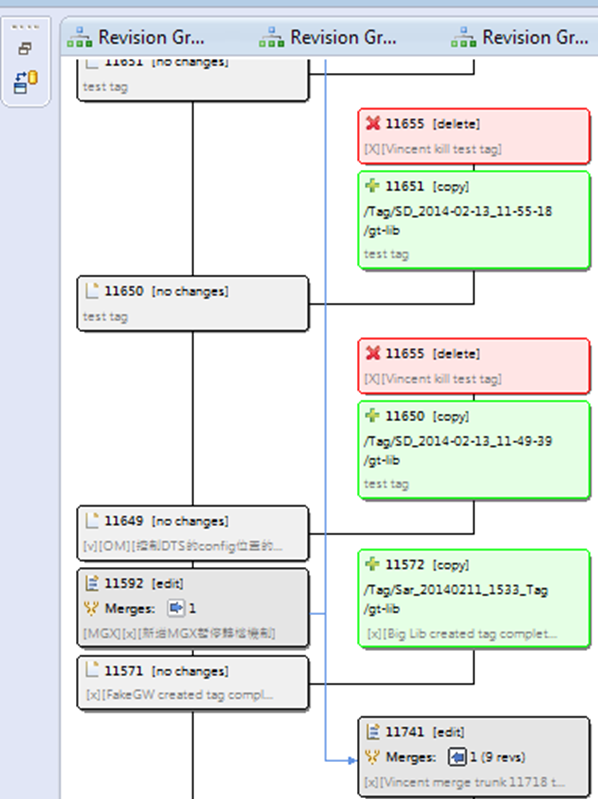 Revision Gr... Revision Gr... Revision Gr...
11651 [no changes]
test tag
11655 [delete]
[X][Vincent kill test tag]
11651 [copy]
/Tag/SD_2014-02-13_11-55-18
/gt-lib
test tag
11650 [no changes]
test tag
11655 [delete]
[X][Vincent kill test tag]
11650 [copy]
/Tag/SD_2014-02-13_11-49-39
/gt-lib
test tag
11649 [no changes]
[v][OM][控制DTS的config位置的...
11592 [edit]
Merges: 1
[MGX][x][新增MGX暫停轉檔機制]
11572 [copy]
/Tag/Sar_20140211_1533_Tag
/gt-lib
[x][Big Lib created tag complet...
11571 [no changes]
[x][FakeGW created tag compl...
11741 [edit]
Merges: 1 (9 revs)
[x][Vincent merge trunk 11718 t...